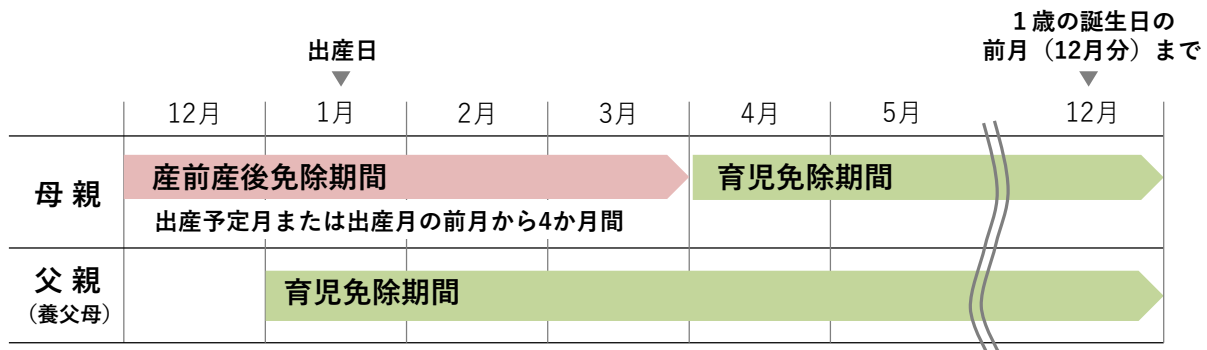 出産日
1歳の誕生日の
前月（12月分）まで
12月 1月 2月 3月 4月 5月 12月
母親
産前産後免除期間
育児免除期間
出産予定月または出産月の前月から4か月間
父親
（養父母）
育児免除期間